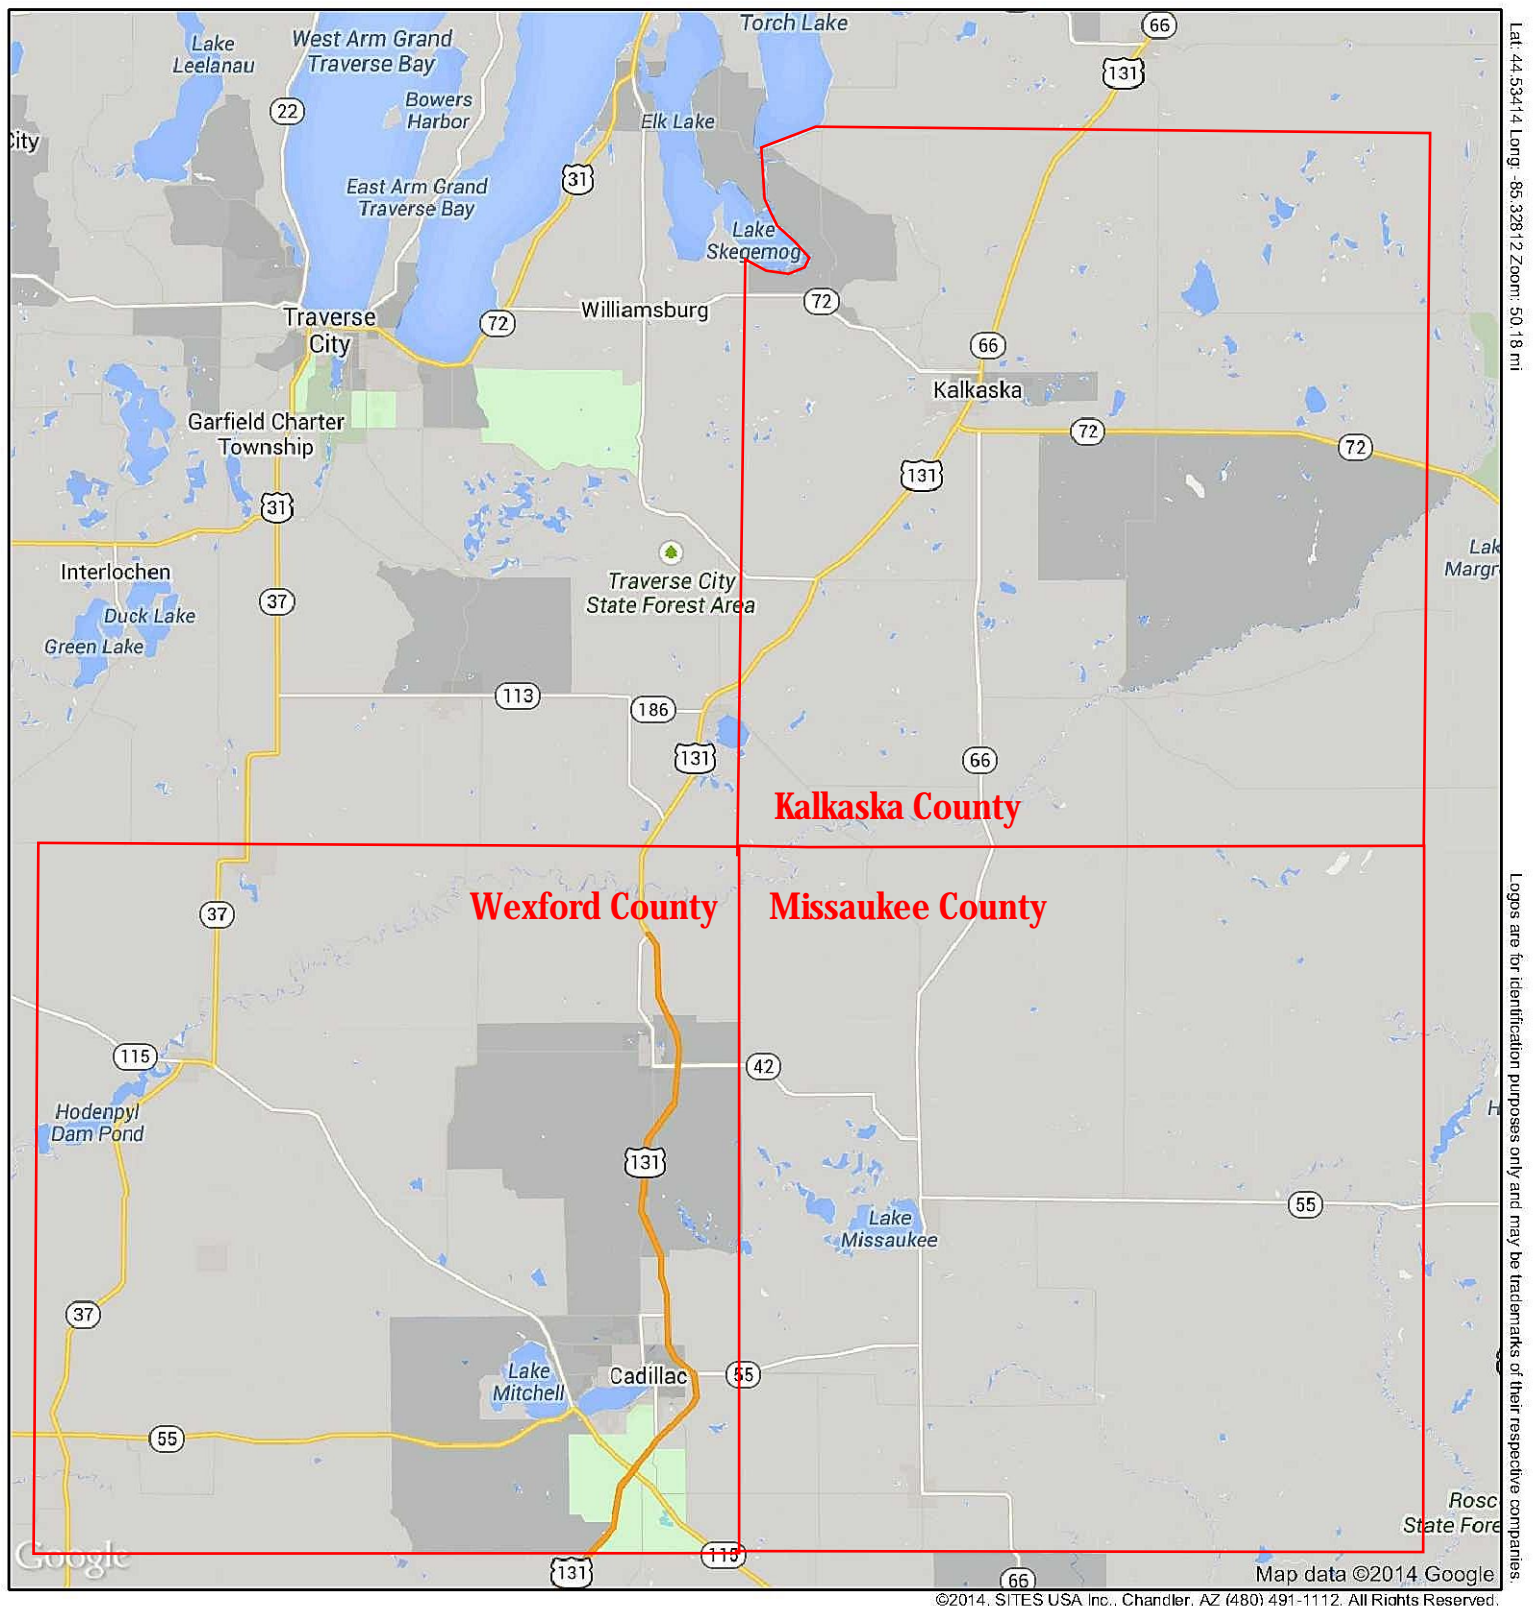 Torch Lake
66
Lake
Leelanau
West Arm Grand
Traverse Bay
131
22
Bowers
Harbor
Elk Lake
City
31
East Arm Grand
Traverse Bay
Lake
Skegemog
72
Williamsburg
72
Traverse
City
66
Kalkaska
Garfield Charter
Township
72
72
131
31
Lak
Margr
Interlochen
Traverse City
State Forest Area
37
Duck Lake
Green Lake
113
186
131
66
Kalkaska County
Wexford County
Missaukee County
37
115
42
Hodenpyl
Dam Pond
H
131
55
Lake
Missaukee
37
Lake
Mitchell
Cadillac
55
55
Rosc
State Fore
Google
115
131
66
Map data ©2014 Google
©2014, SITES USA Inc., Chandler, AZ (480) 491-1112. All Rights Reserved.
Lat: 44.53414 Long: -85.32812 Zoom: 50.18 mi
Logos are for identification purposes only and may be trademarks of their respective companies.